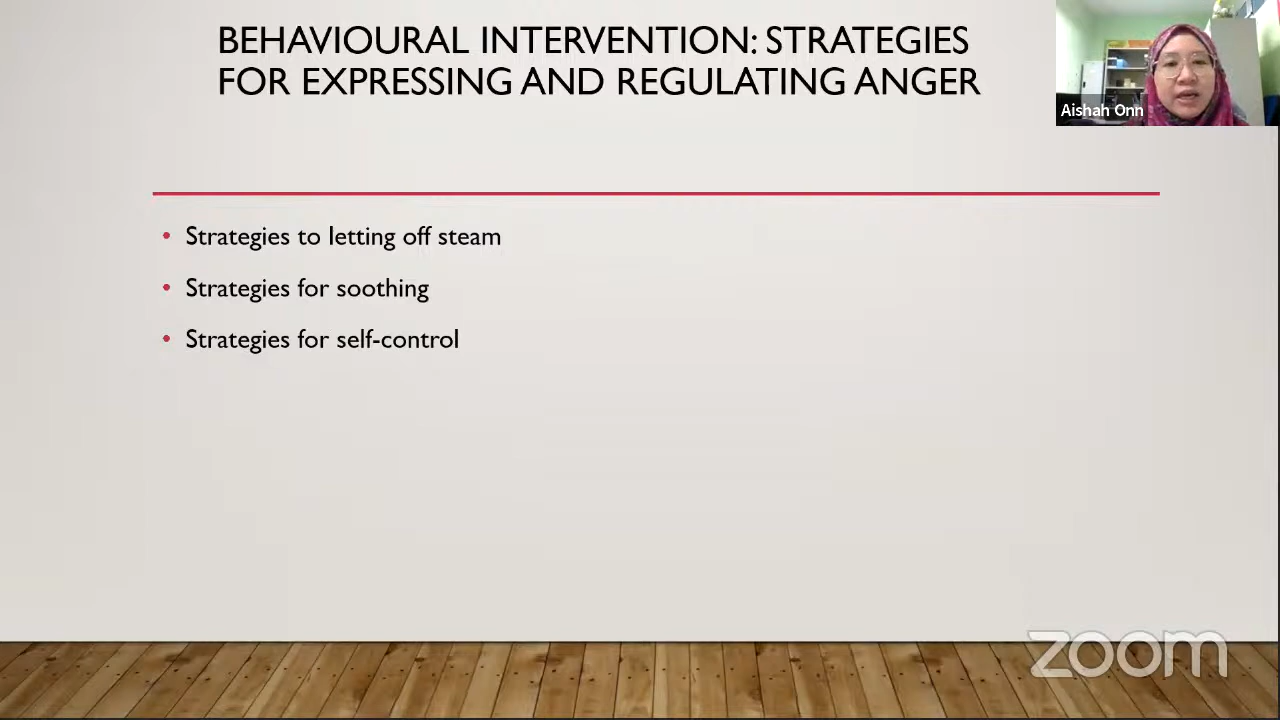 BEHAVIOURAL INTERVENTION: STRATEGIES
FOR EXPRESSING AND REGULATING ANGER
Aishah Onn
• Strategies to letting off steam
• Strategies for soothing
• Strategies for self-control
zoom